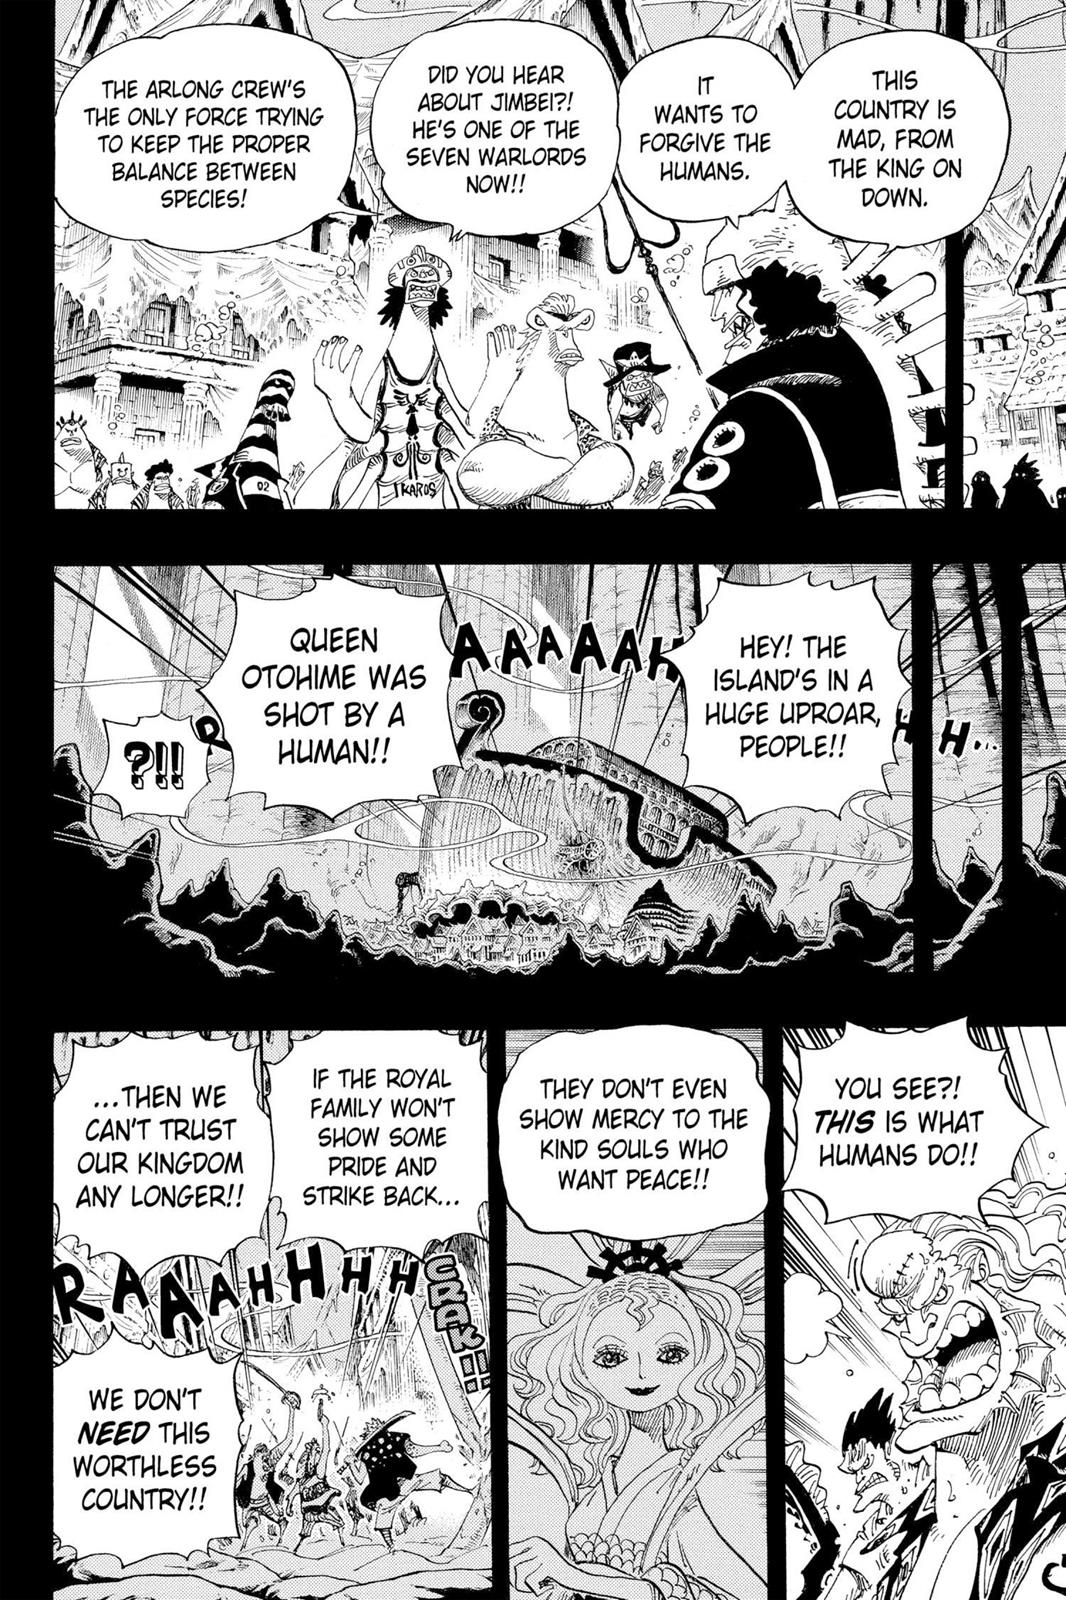 THIS
COUNTRY IS
MAD, FROM
THE KING ON
DOWN.
IT
WANTS TO
FORGIVE THE
HUMANS.
DID YOU HEAR
ABOUT JIMBEI?!
HE'S ONE OF THE
SEVEN WARLORDS
NOW!!
THE ARLONG CREW'S
THE ONLY FORCE TRYING
TO KEEP THE PROPER
BALANCE BETWEEN
SPECIES!
02
IKAROS
HEY! THE
ISLAND'S IN A
HUGE UPROAR,
PEOPLE!!
QUEEN
OTOHIME WAS
SHOT BY A
HUMAN!!
?!!
RAAAAAHHH...
YOU SEE?!
THIS IS WHAT
HUMANS DO!!
THEY DON'T EVEN
SHOW MERCY TO THE
KIND SOULS WHO
WANT PEACE!!
IF THE ROYAL
FAMILY WON'T
SHOW SOME
PRIDE AND
STRIKE BACK...
...THEN WE
CAN'T TRUST
OUR KINGDOM
ANY LONGER!!
RAAAAHHHHH
CRAK!!
WE DON'T
NEED THIS
WORTHLESS
COUNTRY!!